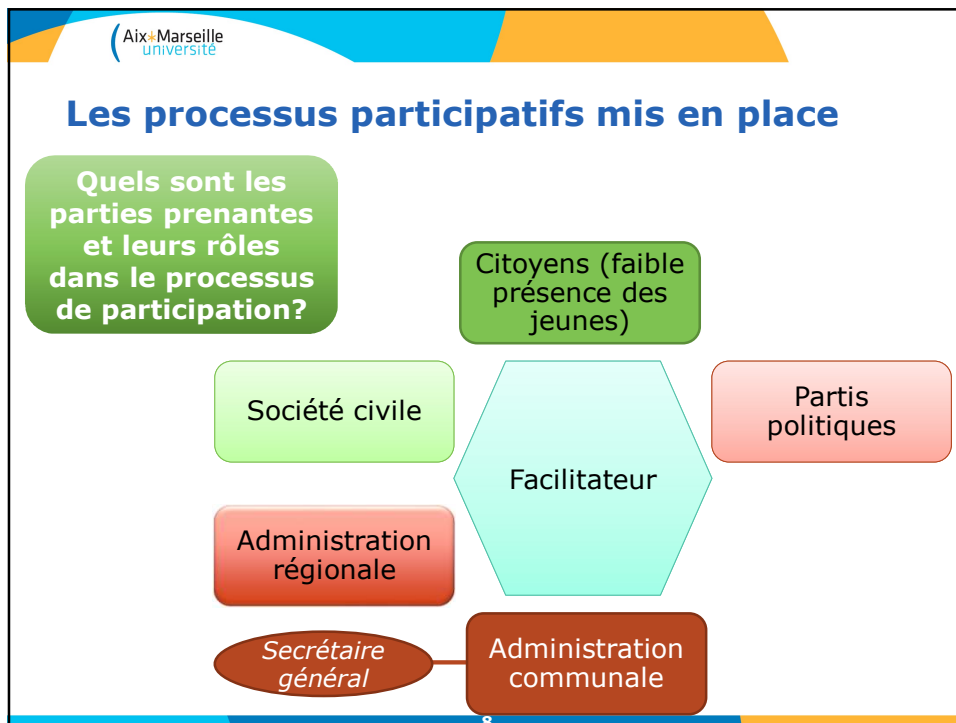 Aix*Marseille
université
Les processus participatifs mis en place
Quels sont les
parties prenantes
et leurs rôles
dans le processus
de participation?
Citoyens (faible
présence des
jeunes)
Société civile
Partis
politiques
Facilitateur
Administration
régionale
Secrétaire
général
Administration
communale
8